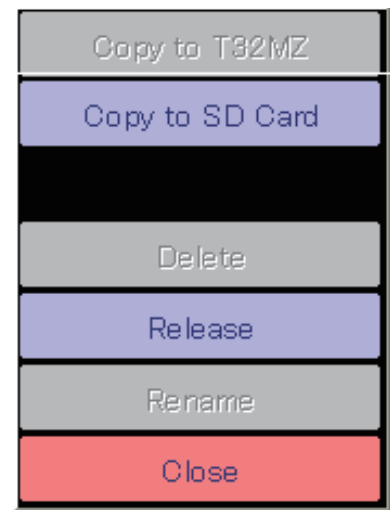 Copy to T32MZ
Copy to SD Card
Delete
Release
Rename
Close